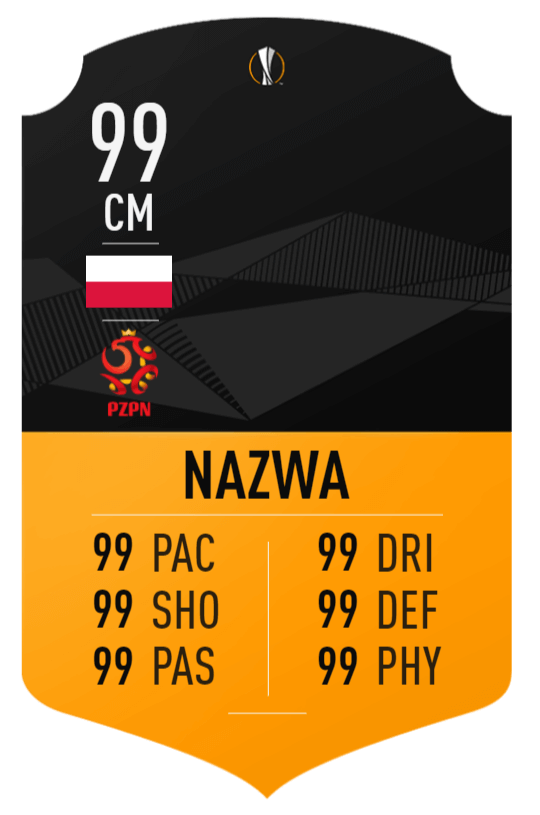 99
CM
PZPN
NAZWA
99 PAC 99 DRI
99 SHO 99 DEF
99 PAS 99 PHY